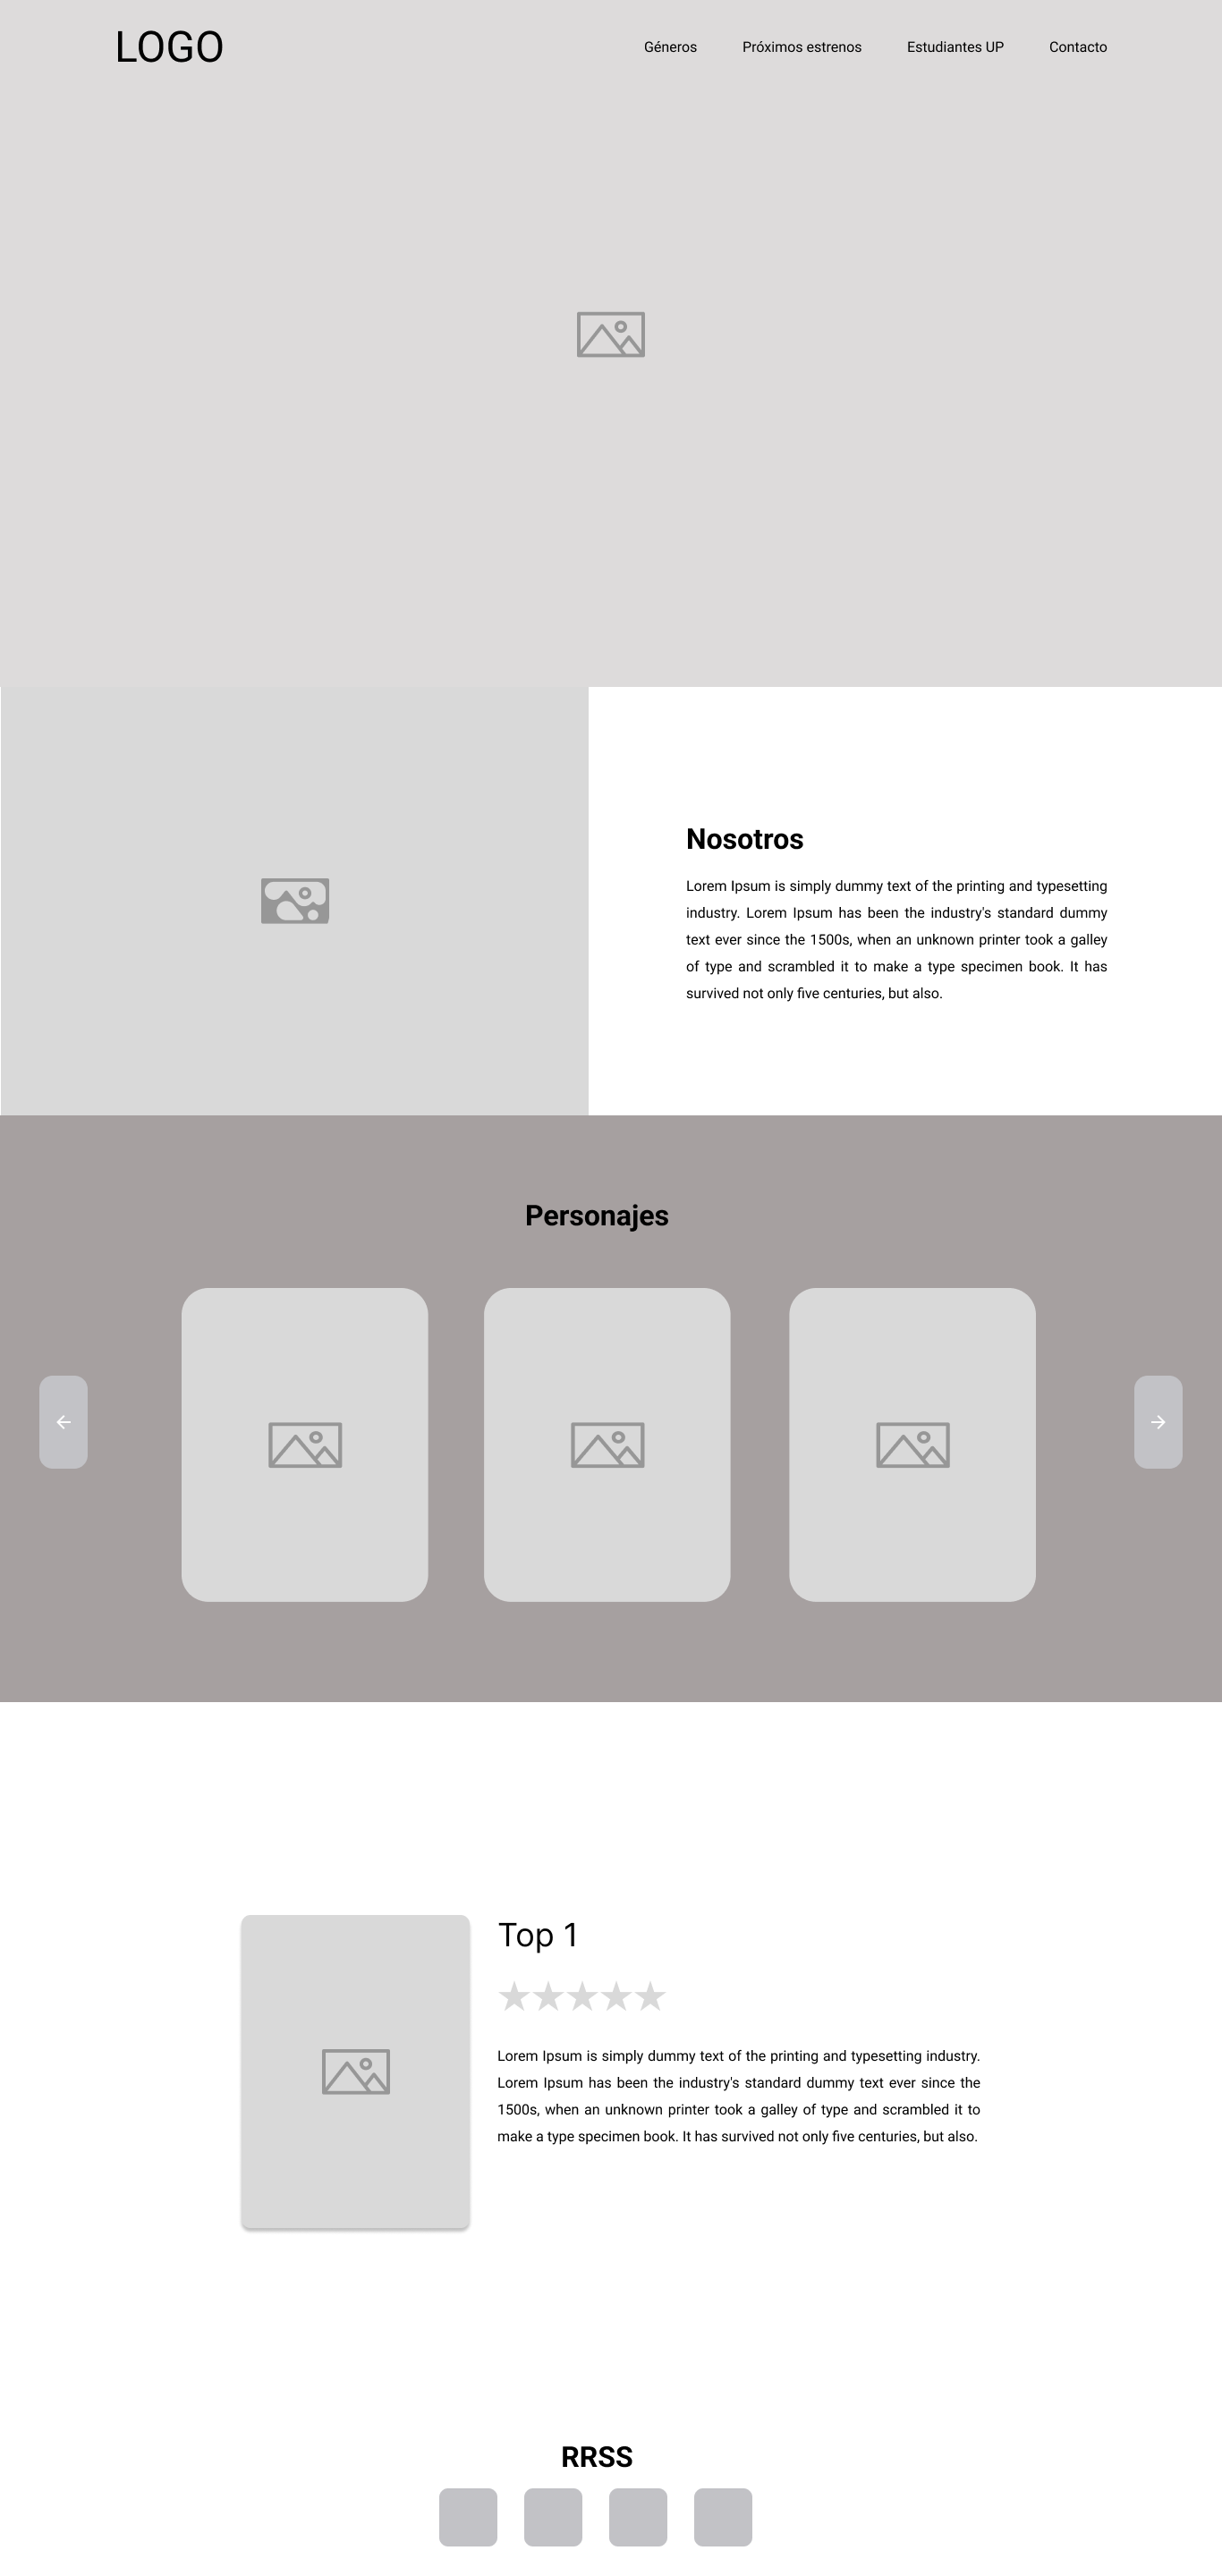 LOGO
Géneros Próximos estrenos Estudiantes UP Contacto
Nosotros
Lorem Ipsum is simply dummy text of the printing and typesetting
industry. Lorem Ipsum has been the industry's standard dummy
text ever since the 1500s, when an unknown printer took a galley
of type and scrambled it to make a type specimen book. It has
survived not only five centuries, but also.
Personajes
Top 1
Lorem Ipsum is simply dummy text of the printing and typesetting industry.
Lorem Ipsum has been the industry's standard dummy text ever since the
1500s, when an unknown printer took a galley of type and scrambled it to
make a type specimen book. It has survived not only five centuries, but also.
RRSS